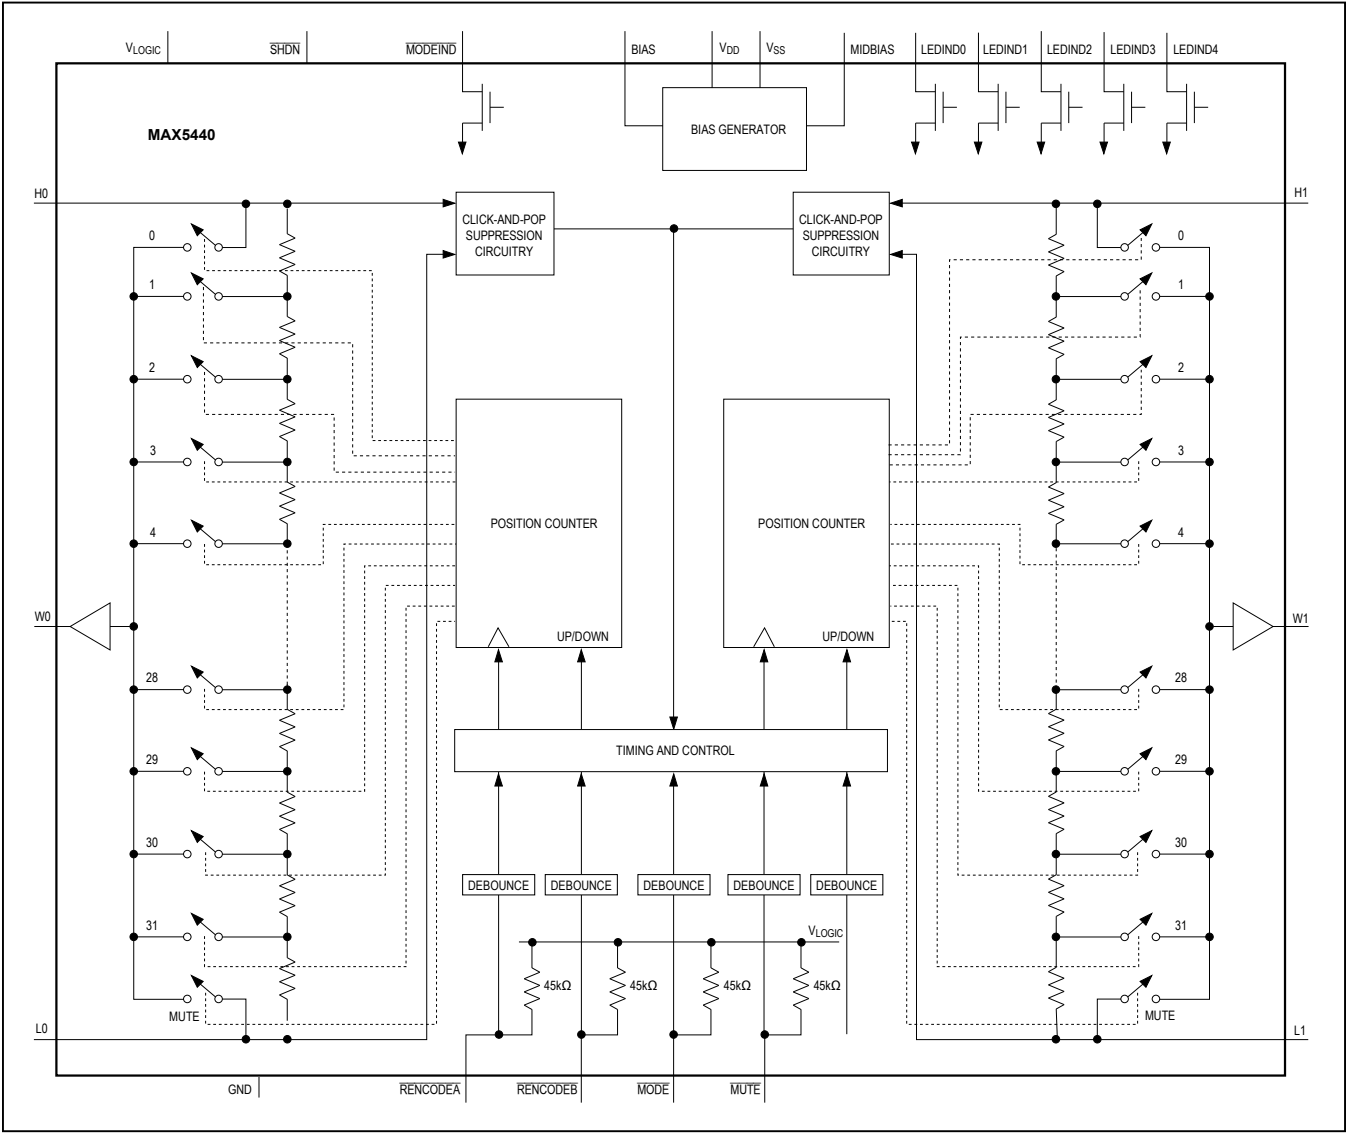 VLOGIC SHDN MODEIND BIAS VDD VSS MIDBIAS LEDIND0 LEDIND1 LEDIND2 LEDIND3 LEDIND4
MAX5440
BIAS GENERATOR
H0
H1
CLICK-AND-POP
SUPPRESSION
CIRCUITRY
CLICK-AND-POP
SUPPRESSION
CIRCUITRY
0
0
1
1
2
2
3
3
4
4
POSITION COUNTER
POSITION COUNTER
W0
W1
UP/DOWN
UP/DOWN
28
28
TIMING AND CONTROL
29
29
30
30
DEBOUNCE DEBOUNCE DEBOUNCE DEBOUNCE DEBOUNCE
31
31
VLOGIC
45kΩ 45kΩ 45kΩ 45kΩ
MUTE
MUTE
L0
L1
GND RENCODEA RENCODEB MODE MUTE